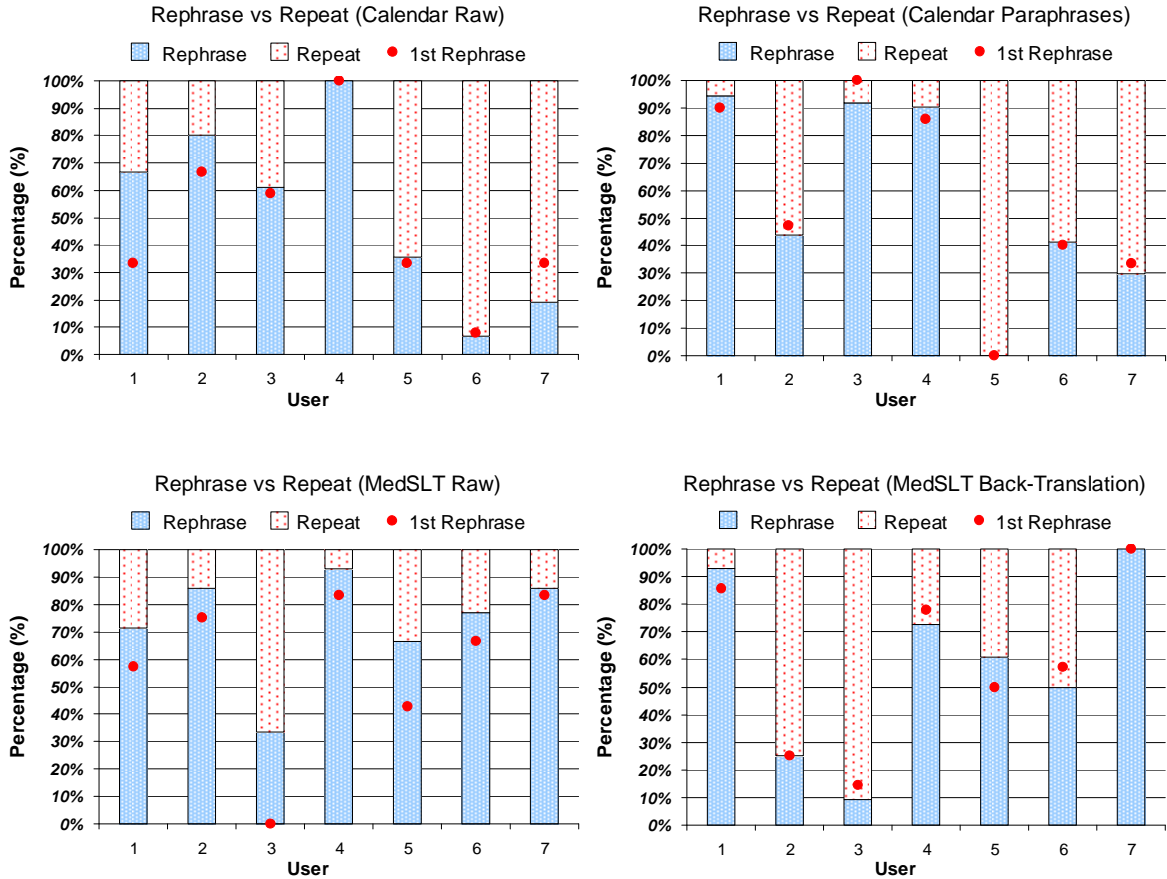 Rephrase vs Repeat (Calendar Raw)
Rephrase Repeat 1st Rephrase
100%
90%
80%
70%
60%
50%
40%
30%
20%
10%
0%
Percentage (%)
1 2 3 4 5 6 7
User
Rephrase vs Repeat (Calendar Paraphrases)
Rephrase Repeat 1st Rephrase
100%
90%
80%
70%
60%
50%
40%
30%
20%
10%
0%
Percentage (%)
1 2 3 4 5 6 7
User
Rephrase vs Repeat (MedSLT Raw)
Rephrase Repeat 1st Rephrase
100%
90%
80%
70%
60%
50%
40%
30%
20%
10%
0%
Percentage (%)
1 2 3 4 5 6 7
User
Rephrase vs Repeat (MedSLT Back-Translation)
Rephrase Repeat 1st Rephrase
100%
90%
80%
70%
60%
50%
40%
30%
20%
10%
0%
Percentage (%)
1 2 3 4 5 6 7
User